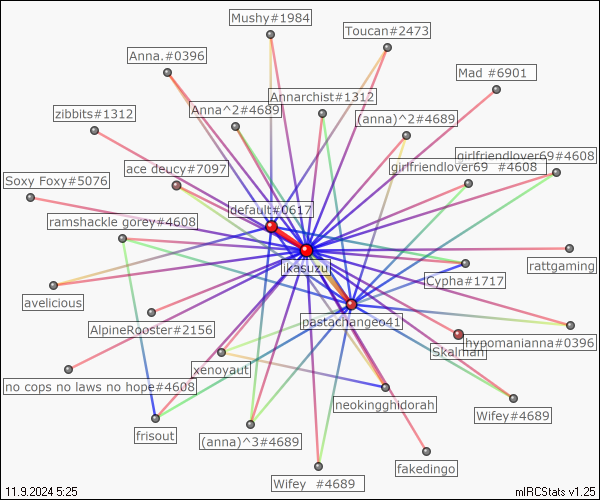 Mushy#1984
Toucan#2473
Anna.#0396
Mad #6901
Annarchist#1312
zibbits#1312
Anna^2#4689
(anna)^2#4689
girlfriendlover69#4608
ace deucy#7097
girlfriendlover69 #4608
Soxy Foxy#5076
default#0617
ramshackle gorey#4608
ikasuzu
rattgaming
Cypha#1717
avelicious
pastachangeo41
AlpineRooster#2156
hypomanianna#0396
Skalman
xenoyaut
no cops no laws no hope#4608
neokingghidorah
Wifey#4689
frisout
(anna)^3#4689
fakedingo
Wifey #4689
11.9.2024 5:25
mIRCStats v1.25